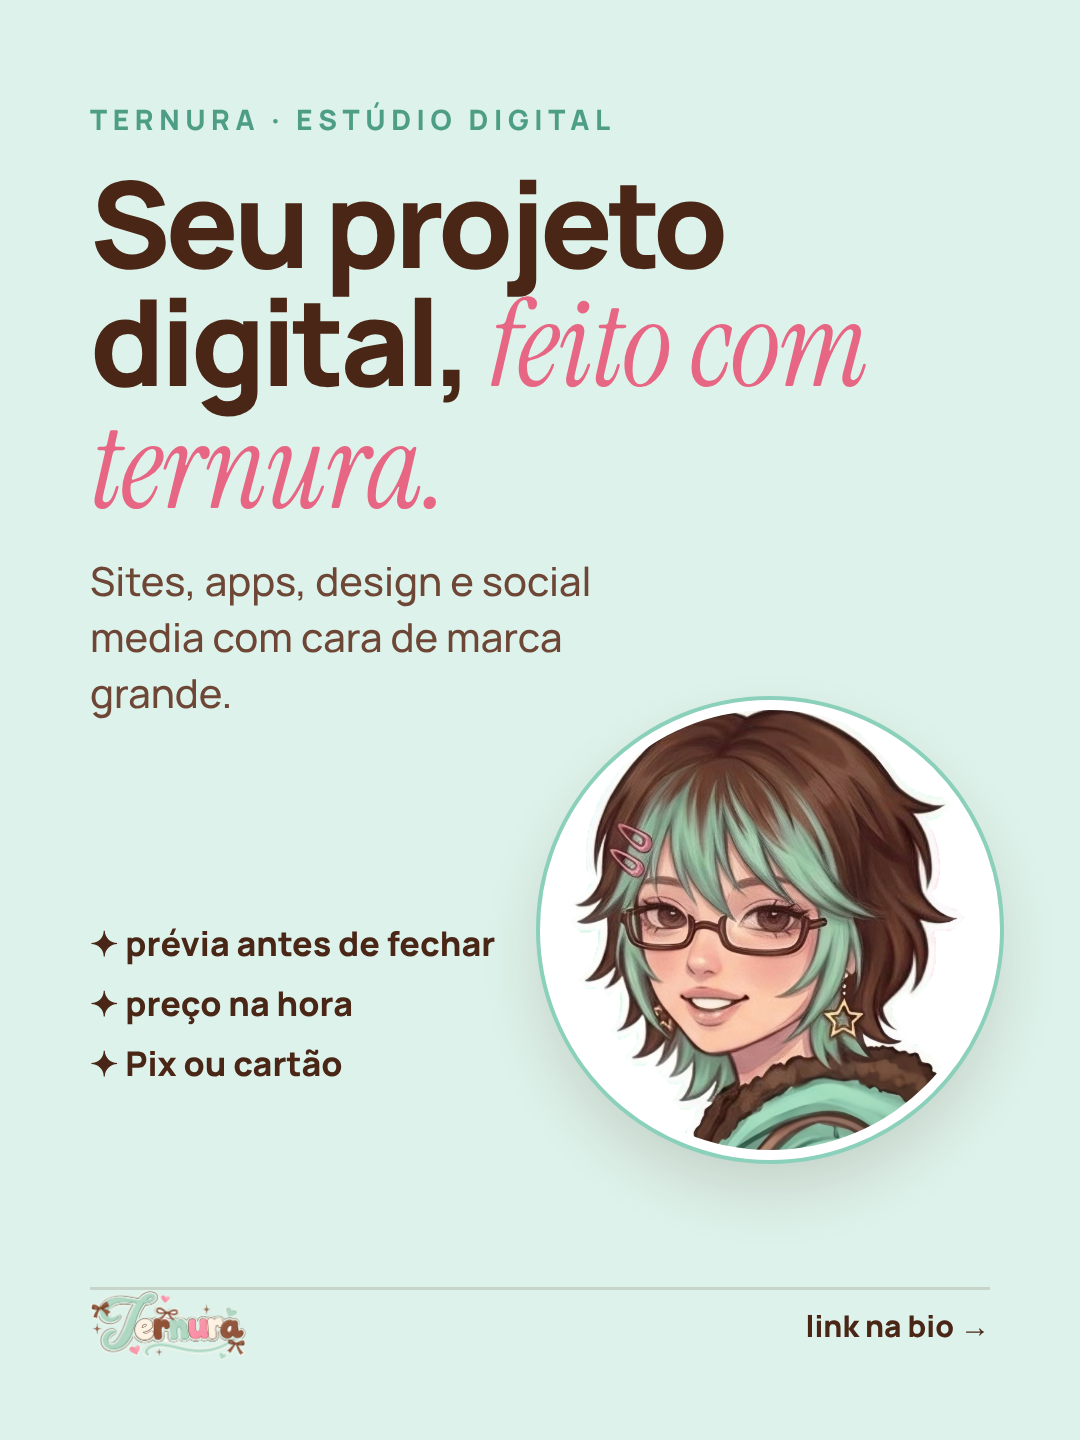 TERNURA · ESTÚDIO DIGITAL
Seu projeto
digital, feito com
ternura.
Sites, apps, design e social
media com cara de marca
grande.
✦ prévia antes de fechar
✦ preço na hora
✦ Pix ou cartão
Ternura
link na bio →